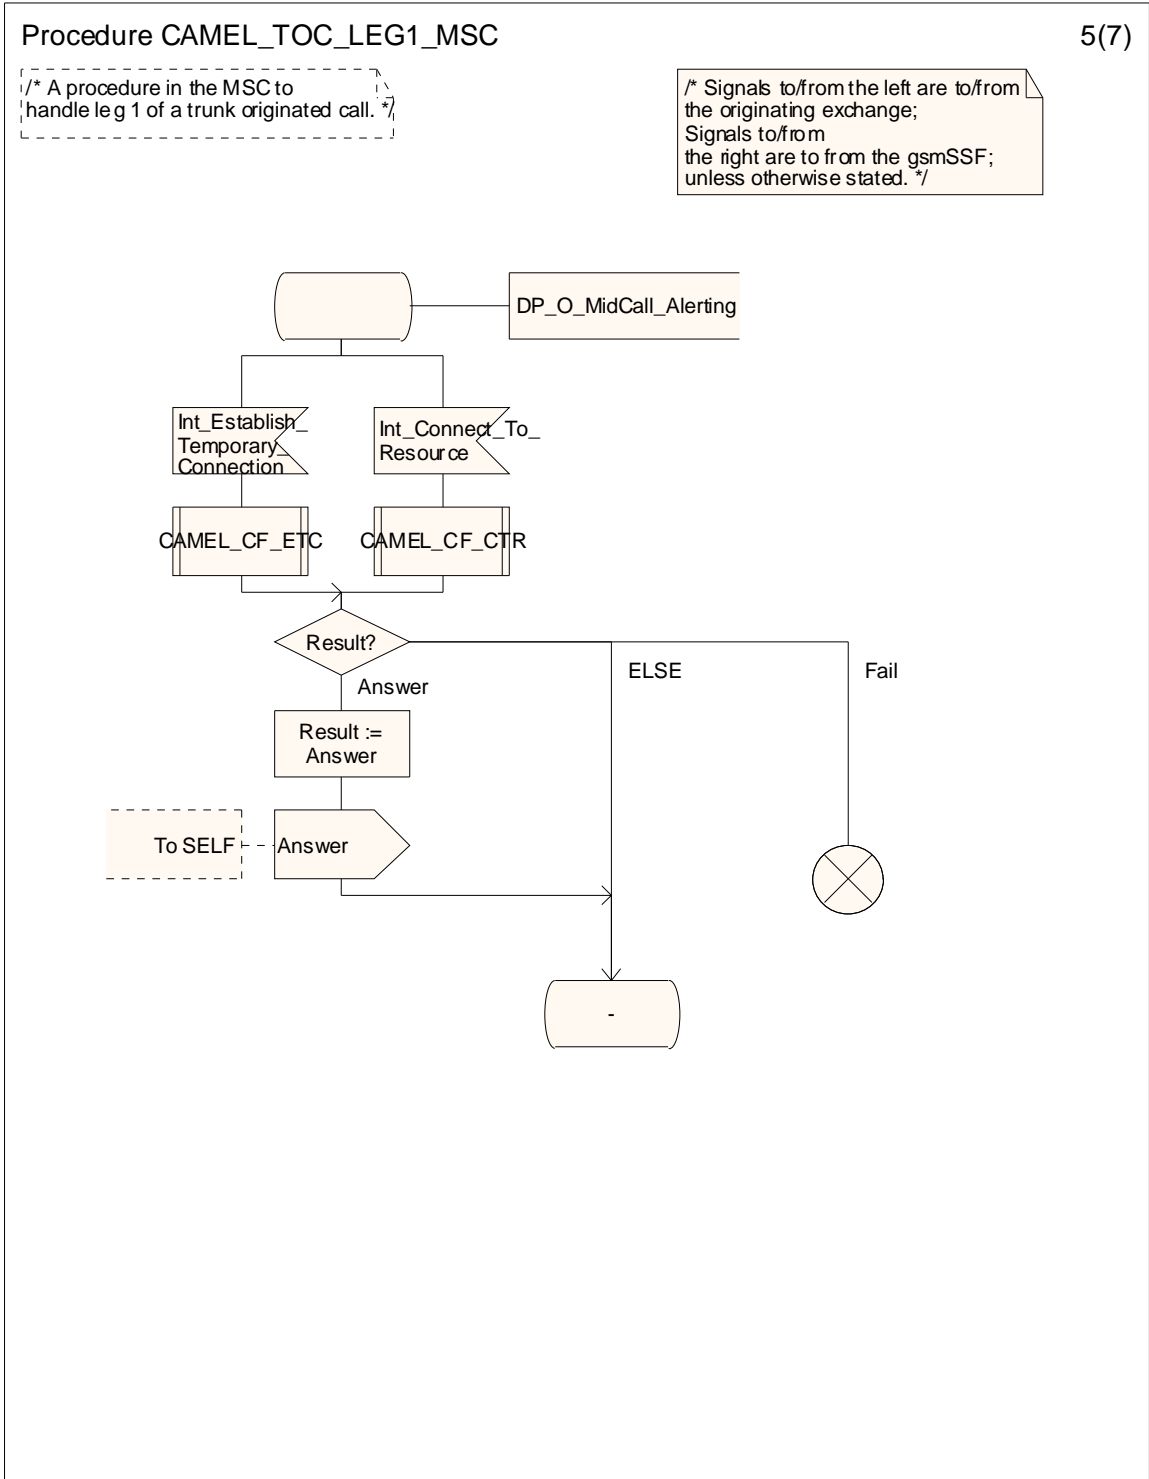 Procedure CAMEL_TOC_LEG1_MSC
5(7)
/* A procedure in the MSC to
handle leg 1 of a trunk originated call. */
/* Signals to/from the left are to/from
the originating exchange;
Signals to/from
the right are to from the gsmSSF;
unless otherwise stated. */
DP_O_MidCall_Alerting
Int_Establish_
Temporary_
Connection
Int_Connect_To_
Resource
CAMEL_CF_ETC
CAMEL_CF_CTR
Result?
ELSE
Fail
Answer
Result :=
Answer
To SELF
Answer
-